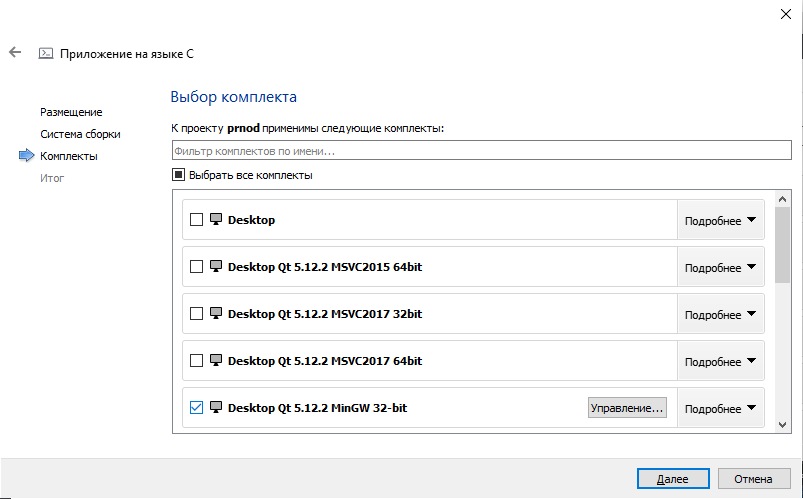 Приложение на языке C
Размещение
Система сборки
Комплекты
Итог
Выбор комплекта
К проекту prnod применимы следующие комплекты:
Фильтр комплектов по имени...
Выбрать все комплекты
Desktop Подробнее
Desktop Qt 5.12.2 MSVC2015 64bit Подробнее
Desktop Qt 5.12.2 MSVC2017 32bit Подробнее
Desktop Qt 5.12.2 MSVC2017 64bit Подробнее
Desktop Qt 5.12.2 MinGW 32-bit Управление... Подробнее
Далее Отмена